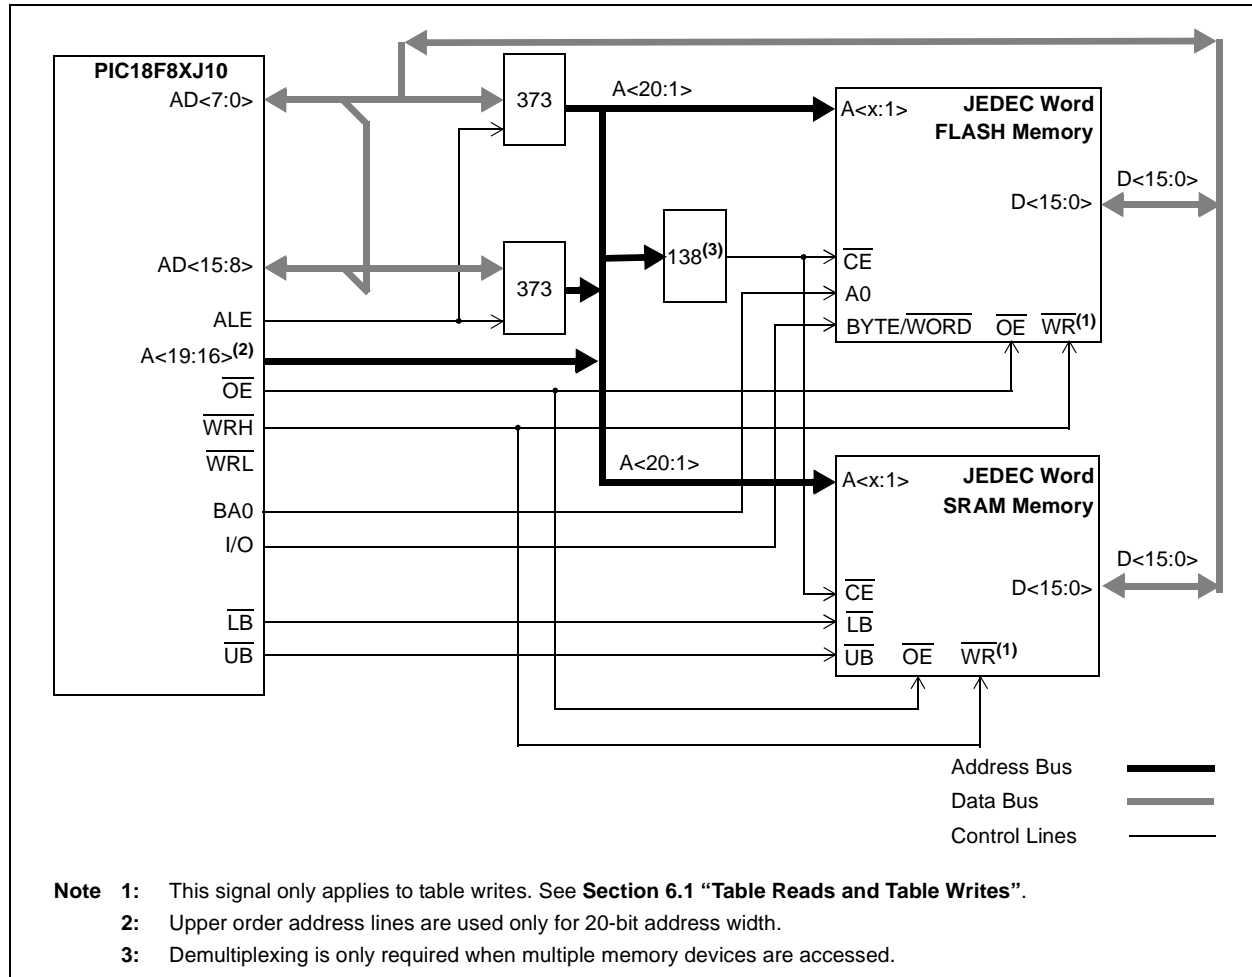 PIC18F8XJ10
AD<7:0>
373
A<20:1>
A<x:1>
JEDEC Word
FLASH Memory
D<15:0>
D<15:0>
AD<15:8>
373
138(3)
CE
A0
BYTE/WORD
OE
WR(1)
ALE
A<19:16>(2)
OE
WRH
WRL
BA0
I/O
LB
UB
A<20:1>
A<x:1>
JEDEC Word
SRAM Memory
D<15:0>
D<15:0>
CE
LB
UB
OE
WR(1)
Address Bus
Data Bus
Control Lines
Note 1: This signal only applies to table writes. See Section 6.1 “Table Reads and Table Writes”.
2: Upper order address lines are used only for 20-bit address width.
3: Demultiplexing is only required when multiple memory devices are accessed.